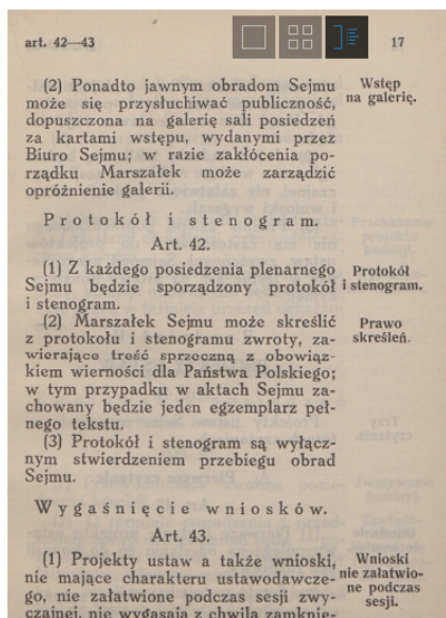 art. 42—43
17
(2) Ponadto jawnym obradom Sejmu
może się przysłuchiwać publiczność,
dopuszczona na galerię sali posiedzeń
za kartami wstępu, wydanymi przez
Biuro Sejmu; w razie zakłócenia po-
rządku Marszałek może zarządzić
opróżnienie galerii.
Wstęp
na galerię.
Protokół i stenogram.
Art. 42.
(1) Z każdego posiedzenia plenarnego
Sejmu będzie sporządzony protokół
i stenogram.
Protokół
i stenogram.
(2) Marszałek Sejmu może skreślić
z protokołu i stenogramu zwroty, za-
wierające treść sprzeczną z obowiąz-
kiem wierności dla Państwa Polskiego;
w tym przypadku w aktach Sejmu za-
chowany będzie jeden egzemplarz peł-
nego tekstu.
Prawo
skreśleń.
(3) Protokół i stenogram są wyłącz-
nym stwierdzeniem przebiegu obrad
Sejmu.
Wygaśnięcie wniosków.
Art. 43.
(1) Projekty ustaw a także wnioski,
nie mające charakteru ustawodawcze-
go, nie załatwione podczas sesji zwy-
czajnej, nie wygasają z chwilą zamknię-
Wnioski
nie załatwio-
ne podczas
sesji.